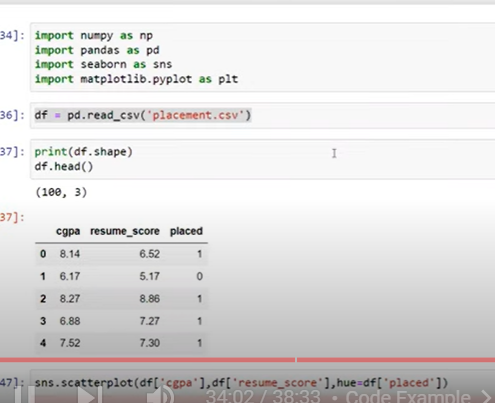 34]: import numpy as np
import pandas as pd
import seaborn as sns
import matplotlib.pyplot as plt
36]: df = pd.read_csv('placement.csv')
37]: print(df.shape)
df.head()
(100, 3)
37]:
cgpa resume_score placed
0 8.14 6.52 1
1 6.17 5.17 0
2 8.27 8.86 1
3 6.88 7.27 1
4 7.52 7.30 1
47]: sns.scatterplot(df['cgpa'],df['resume_score'],hue=df['placed'])
34:02 / 38:33 • Code Example >